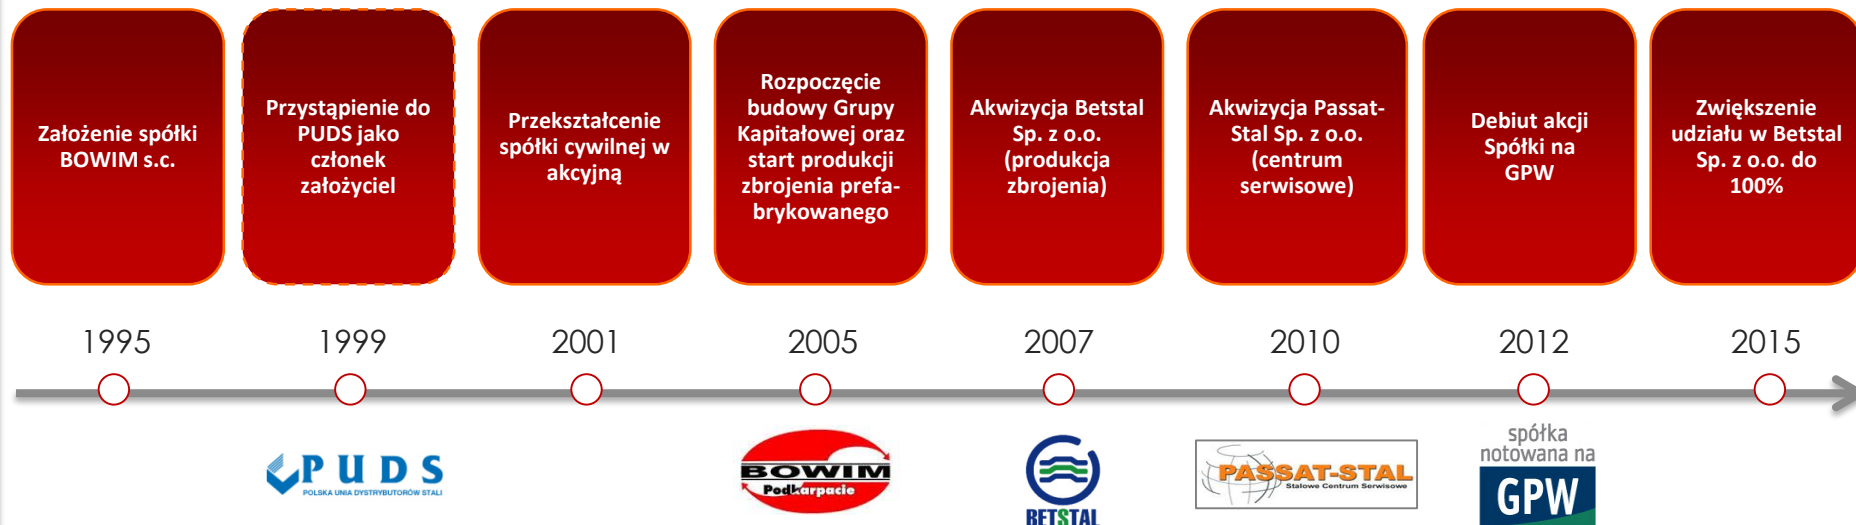 Założenie spółki
BOWIM s.c.
Przystąpienie do
PUDS jako
członek
założyciel
Przekształcenie
spółki cywilnej w
akcyjną
Rozpoczęcie
budowy Grupy
Kapitałowej oraz
start produkcji
zbrojenia prefa-
brykowanego
Akwizycja Betstal
Sp. z o.o.
(produkcja
zbrojenia)
Akwizycja Passat-
Stal Sp. z o.o.
(centrum
serwisowe)
Debiut akcji
Spółki na
GPW
Zwiększenie
udziału w Betstal
Sp. z o.o. do
100%
1995
1999
2001
2005
2007
2010
2012
2015
PUDS
POLSKA UNIA DYSTRYBUTORÓW STALI
BOWIM
Podkarpacie
BETSTAL
PASSAT-STAL
Stalowe Centrum Serwisowe
spółka
notowana na
GPW